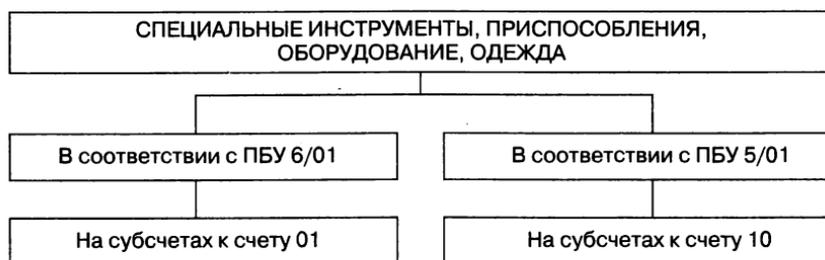 СПЕЦИАЛЬНЫЕ ИНСТРУМЕНТЫ, ПРИСПОСОБЛЕНИЯ,
ОБОРУДОВАНИЕ, ОДЕЖДА
В соответствии с ПБУ 6/01
В соответствии с ПБУ 5/01
На субсчетах к счету 01
На субсчетах к счету 10